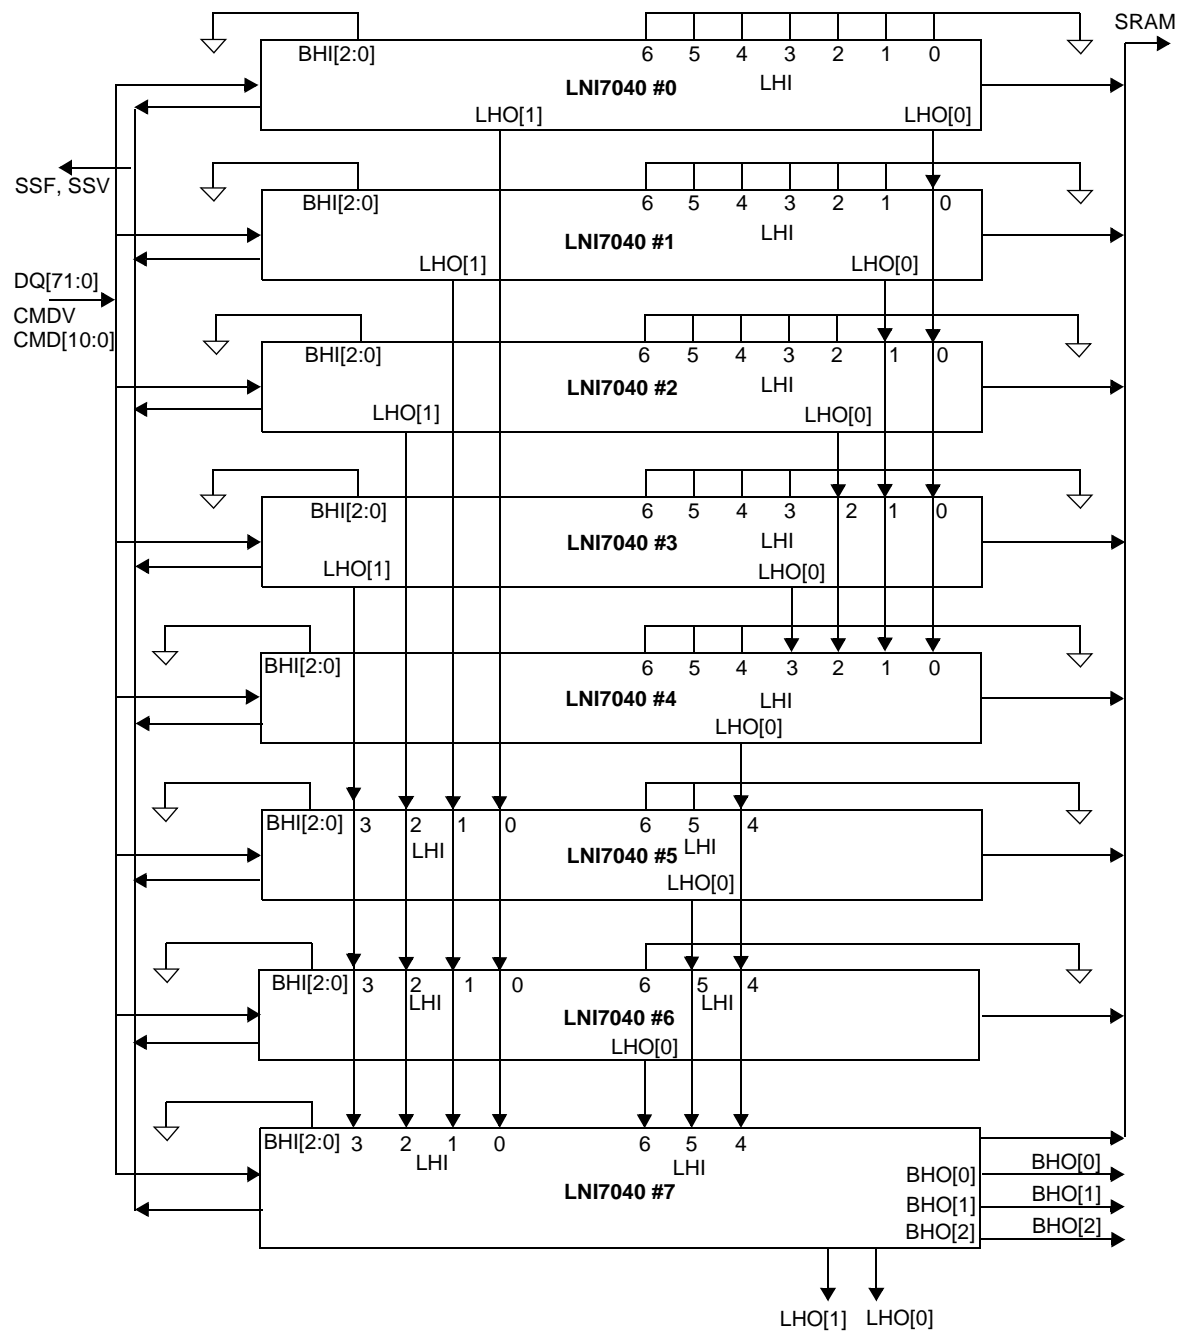 SRAM
BHI[2:0] 6 5 4 3 2 1 0
LHI
LNI7040 #0
LHO[1] LHO[0]
SSF, SSV
BHI[2:0] 6 5 4 3 2 1 0
LHI
LNI7040 #1
LHO[1] LHO[0]
DQ[71:0]
CMDV
CMD[10:0]
BHI[2:0] 6 5 4 3 2 1 0
LHI
LNI7040 #2
LHO[1] LHO[0]
BHI[2:0] 6 5 4 3 2 1 0
LHI
LNI7040 #3
LHO[1] LHO[0]
BHI[2:0] 6 5 4 3 2 1 0
LHI
LNI7040 #4
LHO[0]
BHI[2:0] 3 2 1 0 6 5 4
LHI LHI
LNI7040 #5
LHO[0]
BHI[2:0] 3 2 1 0 6 5 4
LHI LHI
LNI7040 #6
LHO[0]
BHI[2:0] 3 2 1 0 6 5 4
LHI LHI
LNI7040 #7
BHO[0] BHO[0]
BHO[1] BHO[1]
BHO[2] BHO[2]
LHO[1] LHO[0]